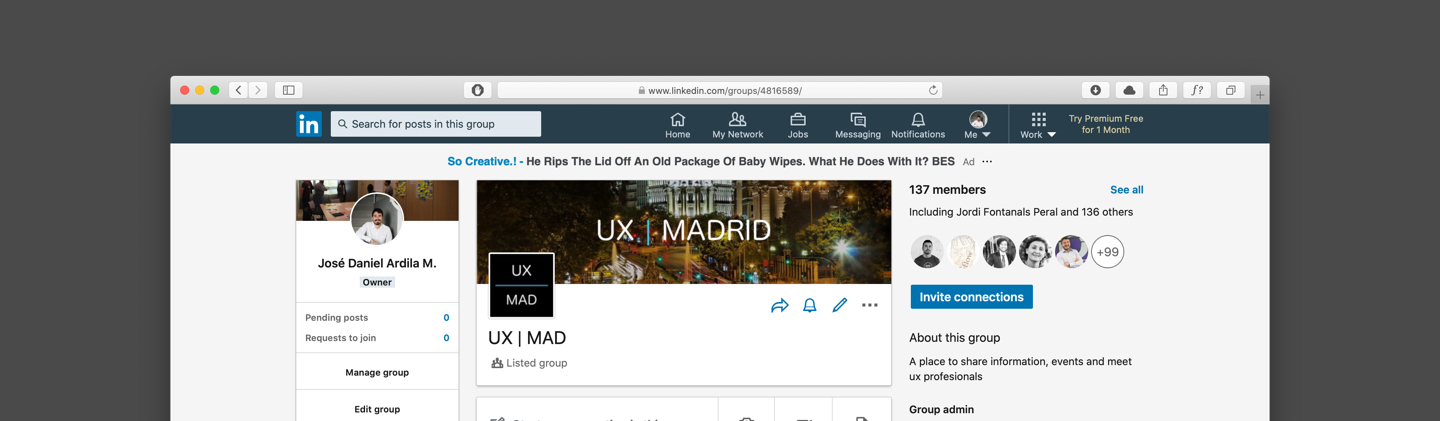 www.linkedin.com/groups/4816589/
f?
in
Search for posts in this group
Home
My Network
Jobs
Messaging
Notifications
Me
Work
Try Premium Free
for 1 Month
So Creative.! - He Rips The Lid Off An Old Package Of Baby Wipes. What He Does With It? BES Ad ...
José Daniel Ardila M.
Owner
Pending posts 0
Requests to join 0
Manage group
Edit group
UX | MADRID
UX
MAD
UX | MAD
Listed group
137 members See all
Including Jordi Fontanals Peral and 136 others
+99
Invite connections
About this group
A place to share information, events and meet
ux profesionals
Group admin